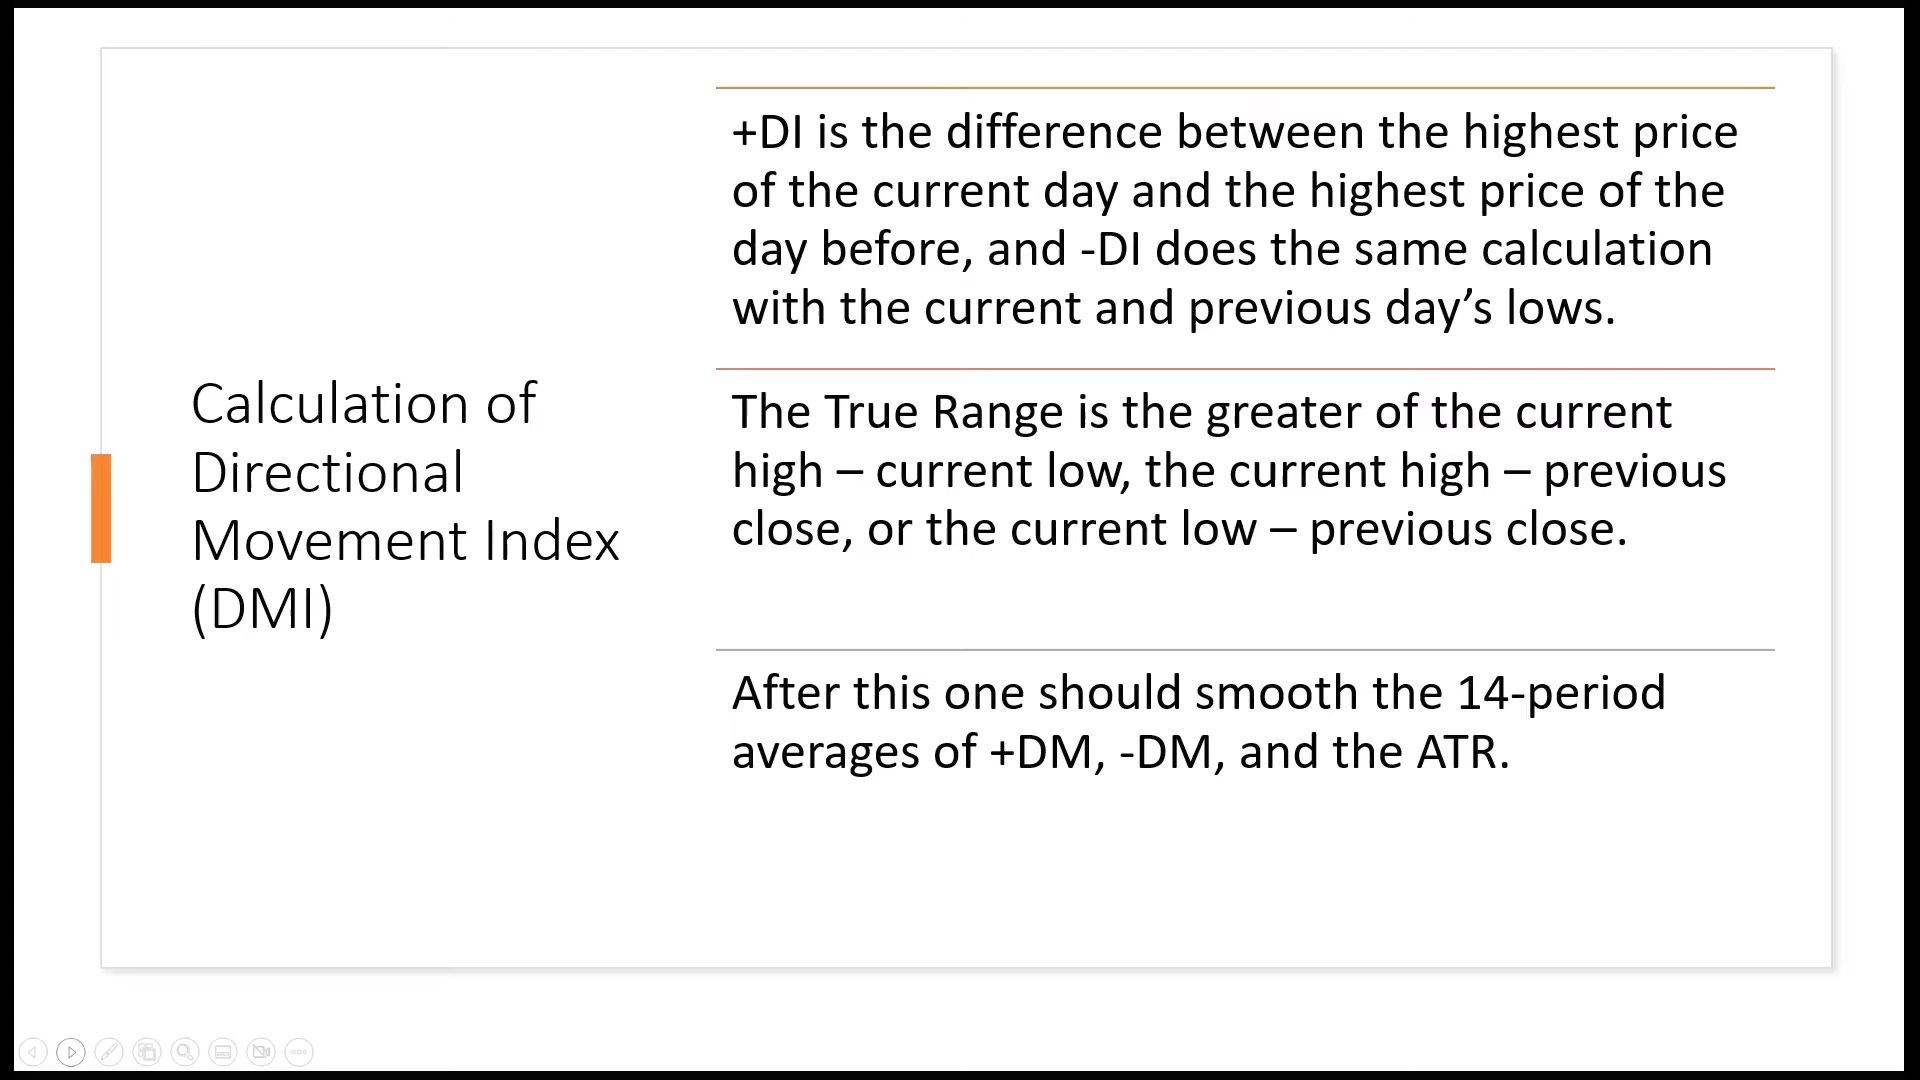 Calculation of
Directional
Movement Index
(DMI)
+DI is the difference between the highest price
of the current day and the highest price of the
day before, and -DI does the same calculation
with the current and previous day’s lows.
The True Range is the greater of the current
high – current low, the current high – previous
close, or the current low – previous close.
After this one should smooth the 14-period
averages of +DM, -DM, and the ATR.